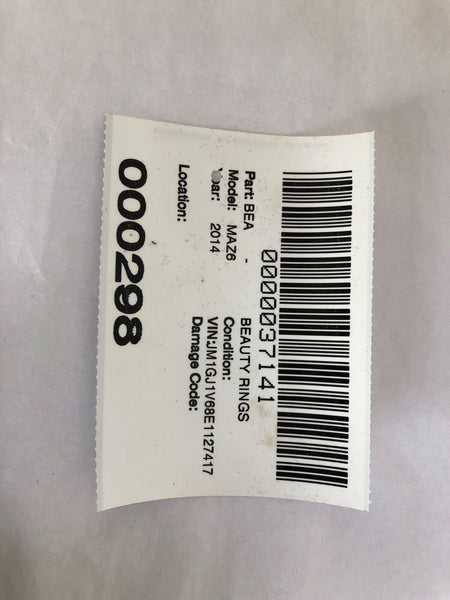 0000037141
Part: BEA - BEAUTY RINGS
Model: MAZ6 Condition:
ar: 2014 VIN:JM1GJ1V68E1127417
Damage Code:
Location:
000298